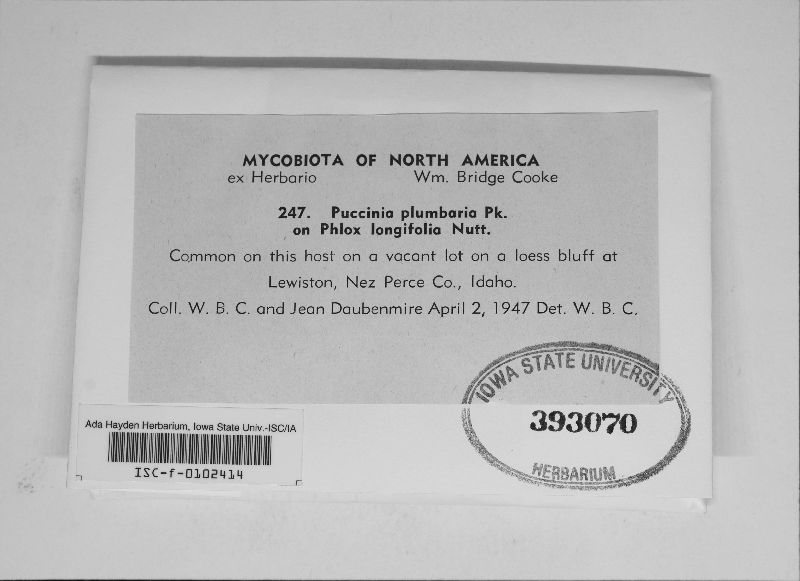 MYCOBIOTA OF NORTH AMERICA
ex Herbario Wm. Bridge Cooke
247. Puccinia plumbaria Pk.
on Phlox longifolia Nutt.
Common on this host on a vacant lot on a loess bluff at
Lewiston, Nez Perce Co., Idaho.
Coll. W. B. C. and Jean Daubenmire April 2, 1947 Det. W. B. C.
IOWA STATE UNIVERSITY
393070
HERBARIUM
Ada Hayden Herbarium, Iowa State Univ.-ISC/IA
ISC-f-0102414